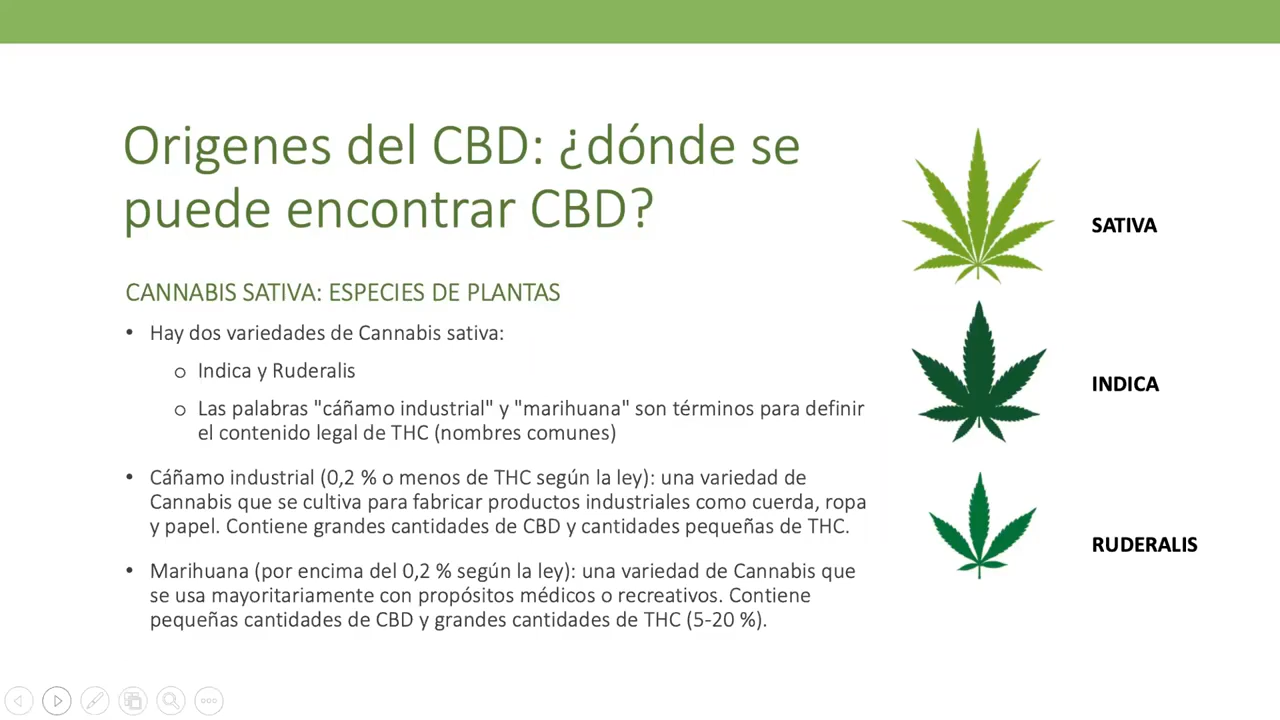 Origenes del CBD: ¿dónde se
puede encontrar CBD?
CANNABIS SATIVA: ESPECIES DE PLANTAS
• Hay dos variedades de Cannabis sativa:
o Indica y Ruderalis
o Las palabras "cáñamo industrial" y "marihuana" son términos para definir
el contenido legal de THC (nombres comunes)
• Cáñamo industrial (0,2 % o menos de THC según la ley): una variedad de
Cannabis que se cultiva para fabricar productos industriales como cuerda, ropa
y papel. Contiene grandes cantidades de CBD y cantidades pequeñas de THC.
• Marihuana (por encima del 0,2 % según la ley): una variedad de Cannabis que
se usa mayoritariamente con propósitos médicos o recreativos. Contiene
pequeñas cantidades de CBD y grandes cantidades de THC (5-20 %).
SATIVA
INDICA
RUDERALIS